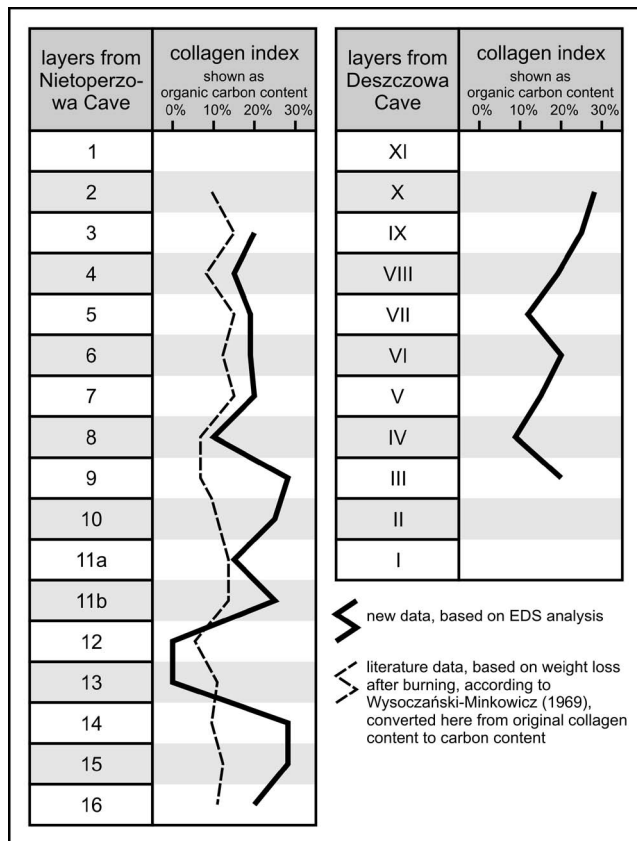 layers from
Nietoperzo-
wa Cave
collagen index
shown as
organic carbon content
0% 10% 20% 30%
1
2
3
4
5
6
7
8
9
10
11a
11b
12
13
14
15
16
layers from
Deszczowa
Cave
collagen index
shown as
organic carbon content
0% 10% 20% 30%
XI
X
IX
VIII
VII
VI
V
IV
III
II
I
new data, based on EDS analysis
literature data, based on weight loss
after burning, according to
Wysoczański-Minkowicz (1969),
converted here from original collagen
content to carbon content